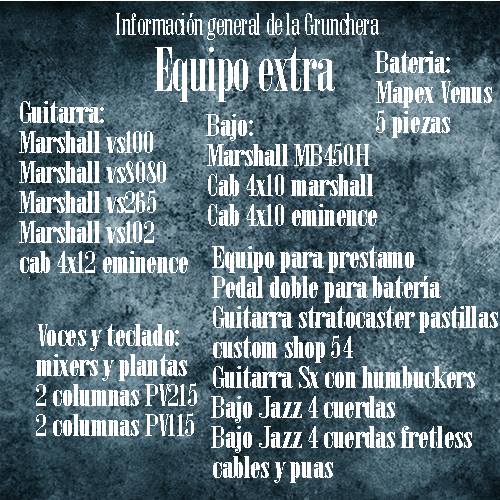 Información general de la Grunchera
Equipo extra
Guitarra:
Marshall vs100
Marshall vs8080
Marshall vs265
Marshall vs102
cab 4x12 eminence
Bajo:
Marshall MB450H
Cab 4x10 marshall
Cab 4x10 eminence
Bateria:
Mapex Venus
5 piezas
Voces y teclado:
mixers y plantas
2 columnas PV215
2 columnas PV115
Equipo para prestamo
Pedal doble para batería
Guitarra stratocaster pastillas
custom shop 54
Guitarra Sx con humbuckers
Bajo Jazz 4 cuerdas
Bajo Jazz 4 cuerdas fretless
cables y puas